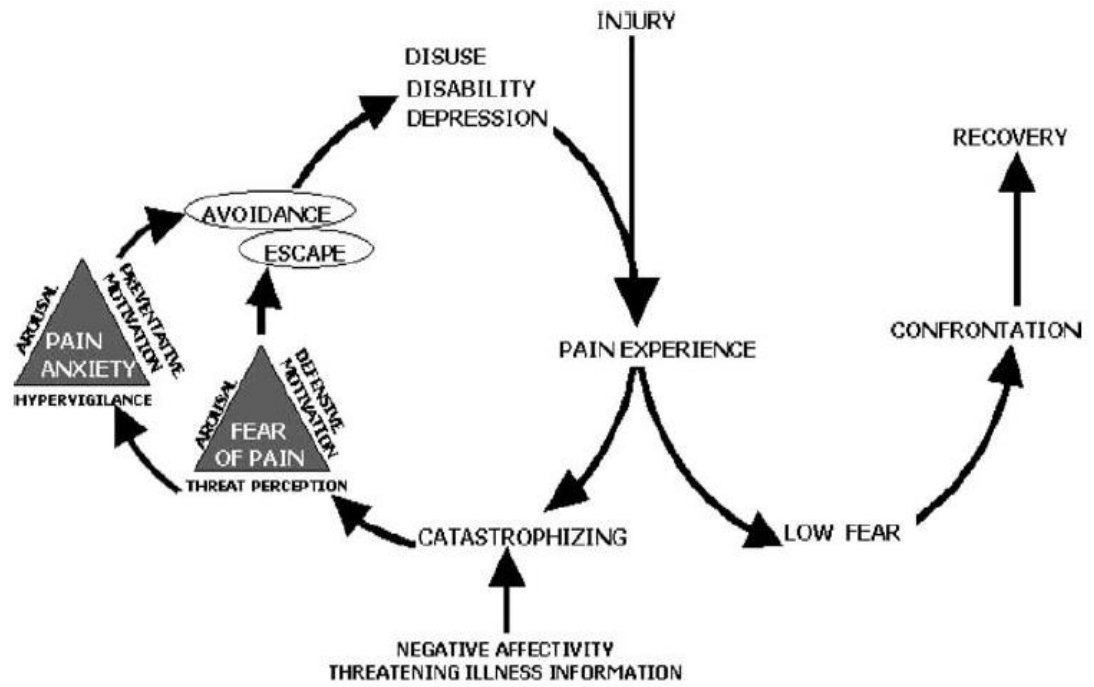 INJURY
DISUSE
DISABILITY
DEPRESSION
RECOVERY
AVOIDANCE
ESCAPE
AROUSAL
PREVENTATIVE
MOTIVATION
PAIN
ANXIETY
HYPERVIGILANCE
AROUSAL
DEFENSIVE
MOTIVATION
FEAR
OF PAIN
THREAT PERCEPTION
PAIN EXPERIENCE
CONFRONTATION
CATASTROPHIZING
LOW FEAR
NEGATIVE AFFECTIVITY
THREATENING ILLNESS INFORMATION